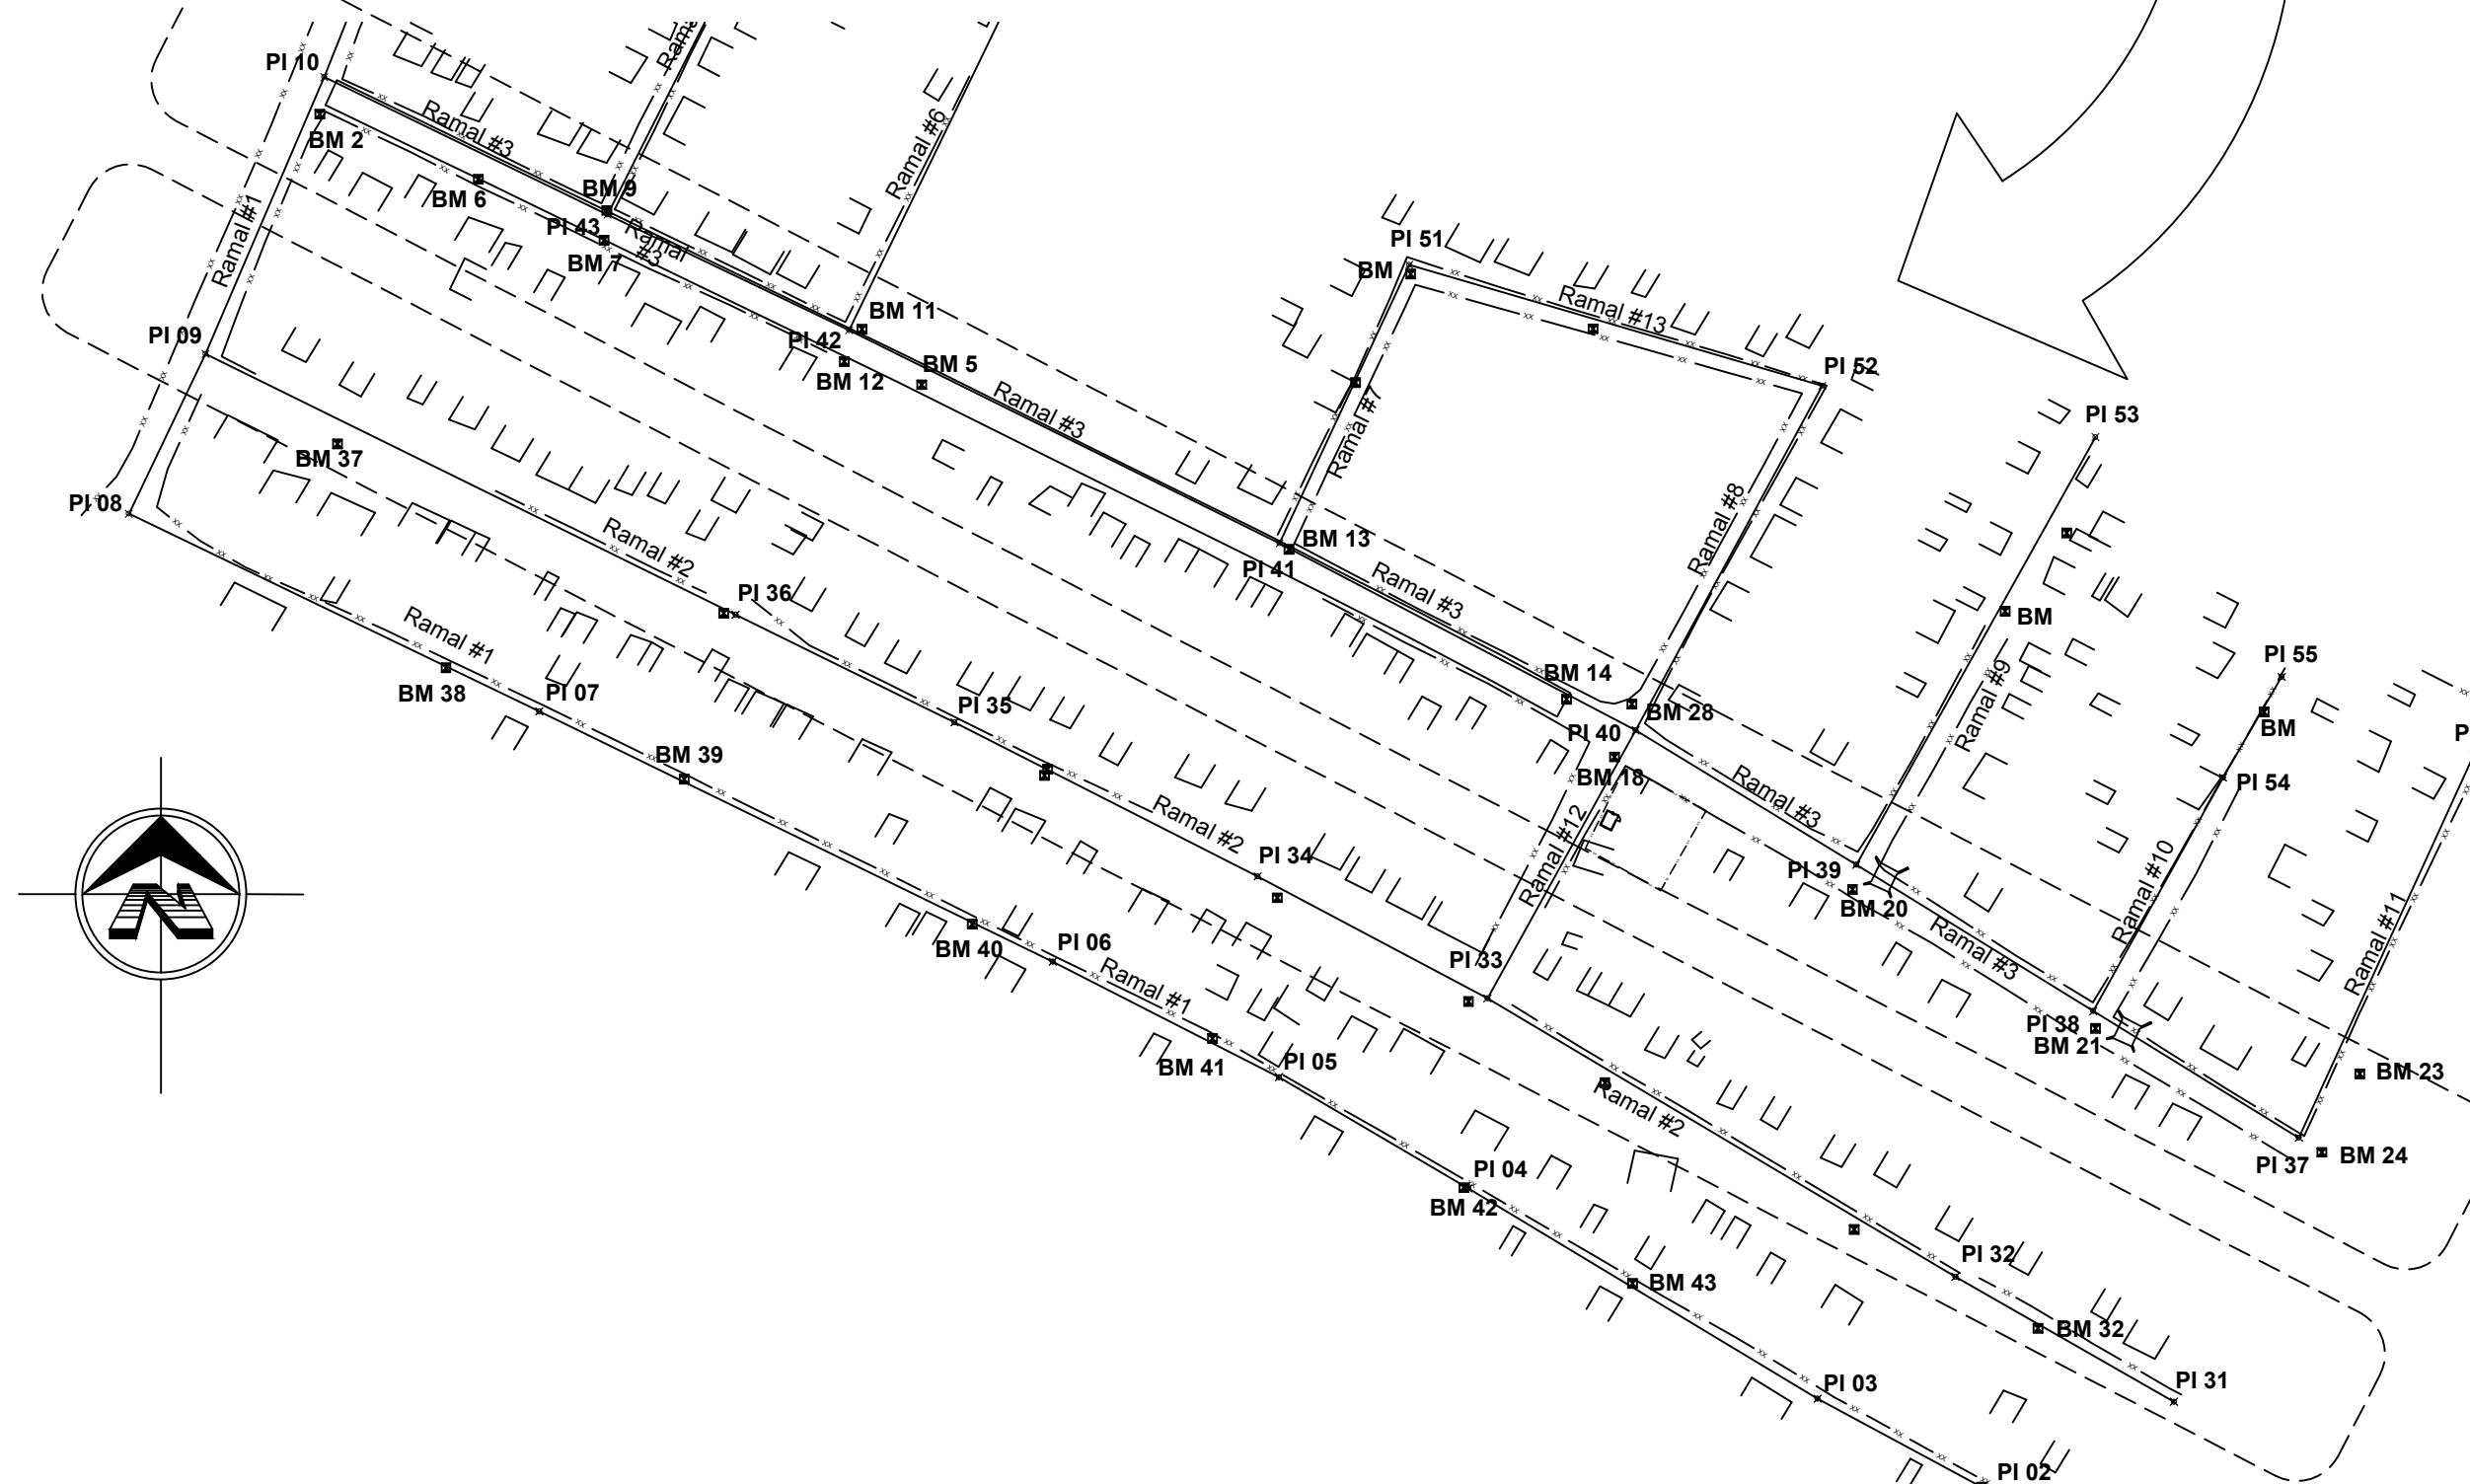 PI 10
Rama
BM 2
Ramal #3
Ramal #6
BM 6
BM 9
PI 43
Ramal
#3
BM 7
Ramal #1
PI 51
BM
Ramal #13
BM 11
PI 42
BM 12
BM 5
PI 09
PI 52
Ramal #3
Ramal #7
PI 53
BM 37
PI 08
Ramal #2
BM 13
PI 41
Ramal #3
Ramal #8
PI 36
BM
Ramal #1
BM 38
PI 07
PI 35
BM 14
BM 28
PI 40
BM 18
Ramal #9
PI 55
BM
P
BM 39
Ramal #2
Ramal #3
PI 54
PI 34
Ramal #12
PI 39
BM 20
Ramal #10
Ramal #3
Ramal #11
N
BM 40
PI 06
Ramal #1
PI 33
PI 38
BM 21
BM 41
PI 05
BM 23
Ramal #2
PI 37
BM 24
PI 04
BM 42
PI 32
BM 43
BM 32
PI 03
PI 31
PI 02